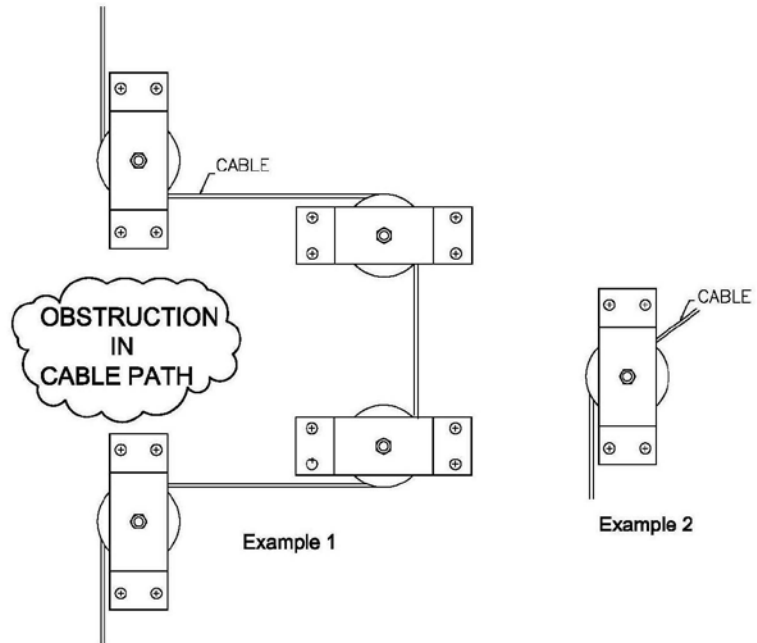 CABLE
OBSTRUCTION
IN
CABLE PATH
CABLE
Example 1
Example 2